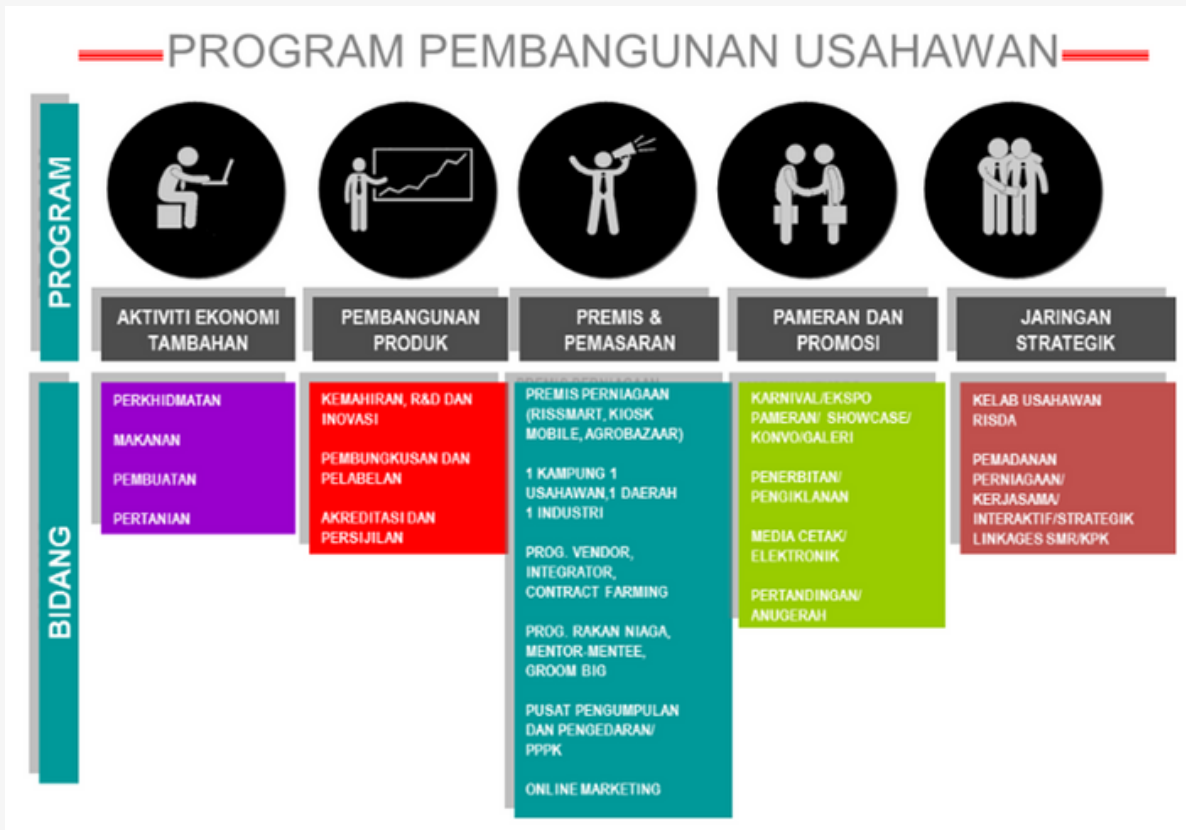 PROGRAM PEMBANGUNAN USAHAWAN
PROGRAM
AKTIVITI EKONOMI
TAMBAHAN
PEMBANGUNAN
PRODUK
PREMIS &
PEMASARAN
PAMERAN DAN
PROMOSI
JARINGAN
STRATEGIK
BIDANG
PERKHIDMATAN
MAKANAN
PEMBUATAN
PERTANIAN
KEMAHIRAN, R&D DAN
INOVASI
PEMBUNGKUSAN DAN
PELABELAN
AKREDITASI DAN
PERSIJILAN
PREMIS PERNIAGAAN
(RISSMART, KIOSK
MOBILE, AGROBAZAAR)
1 KAMPUNG 1
USAHAWAN,1 DAERAH
1 INDUSTRI
PROG. VENDOR,
INTEGRATOR,
CONTRACT FARMING
PROG. RAKAN NIAGA,
MENTOR-MENTEE,
GROOM BIG
PUSAT PENGUMPULAN
DAN PENGEDARAN/
PPPK
ONLINE MARKETING
KARNIVAL/EKSPO
PAMERAN/ SHOWCASE/
KONVO/GALERI
PENERBITAN/
PENGIKLANAN
MEDIA CETAK/
ELEKTRONIK
PERTANDINGAN/
ANUGERAH
KELAB USAHAWAN
RISDA
PEMADANAN
PERNIAGAAN/
KERJASAMA/
INTERAKTIF/STRATEGIK
LINKAGES SMR/KPK